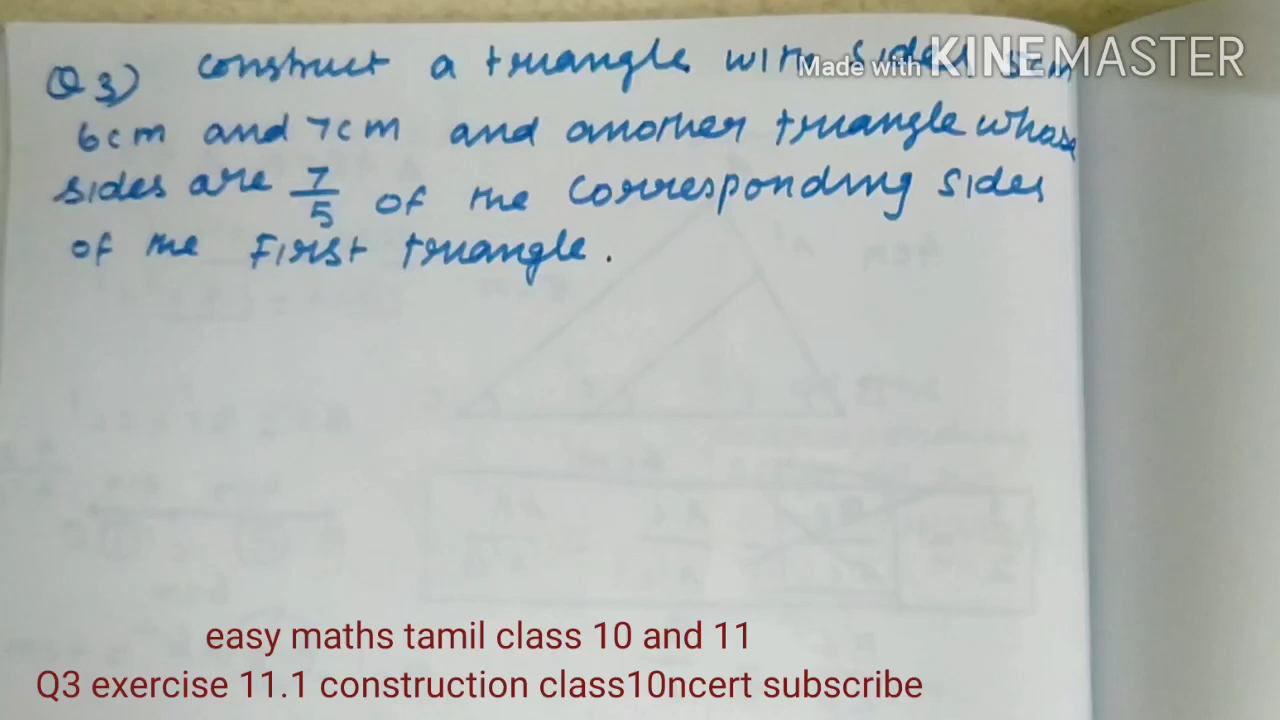 Q3) construct a triangle with sides 5cm
Made with KINEMASTER
6cm and 7cm and another triangle whose
sides are 7/5 of the corresponding sides
of the First triangle.
easy maths tamil class 10 and 11
Q3 exercise 11.1 construction class10ncert subscribe